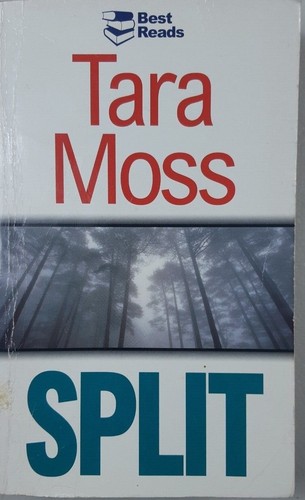 Best
Reads
Tara
Moss
SPLIT